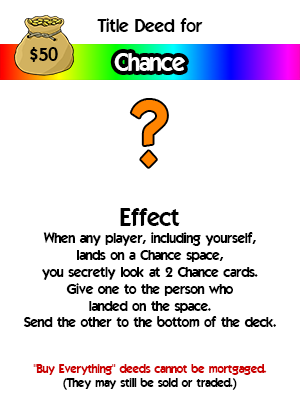 Title Deed for
$50
Chance
?
Effect
When any player, including yourself,
lands on a Chance space,
you secretly look at 2 Chance cards.
Give one to the person who
landed on the space.
Send the other to the bottom of the deck.
"Buy Everything" deeds cannot be mortgaged.
(They may still be sold or traded.)